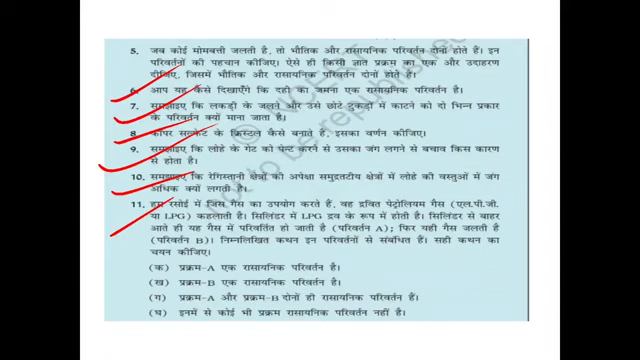 5. जब कोई मोमबत्ती जलती है, तो भौतिक और रासायनिक परिवर्तन दोनों होते हैं। इन
परिवर्तनों की पहचान कीजिए। ऐसे ही किसी ज्ञात प्रक्रम का एक और उदाहरण
दीजिए, जिसमें भौतिक और रासायनिक परिवर्तन दोनों होते हैं।
6. आप यह कैसे दिखाएँगे कि दही का जमना एक रासायनिक परिवर्तन है।
7. समझाइए कि लकड़ी के जलने और उसे छोटे टुकड़ों में काटने को दो भिन्न प्रकार
के परिवर्तन क्यों माना जाता है।
8. कॉपर सल्फेट के क्रिस्टल कैसे बनाते हैं, इसका वर्णन कीजिए।
9. समझाइए कि लोहे के गेट को पेन्ट करने से उसका जंग लगने से बचाव किस कारण
से होता है।
10. समझाइए कि रेगिस्तानी क्षेत्रों की अपेक्षा समुद्रतटीय क्षेत्रों में लोहे की वस्तुओं में जंग
अधिक क्यों लगती है।
11. हम रसोई में जिस गैस का उपयोग करते हैं, वह द्रवित पेट्रोलियम गैस (एल.पी.जी.
या LPG) कहलाती है। सिलिंडर में LPG द्रव के रूप में होती है। सिलिंडर से बाहर
आते ही यह गैस में परिवर्तित हो जाती है (परिवर्तन A); फिर यही गैस जलती है
(परिवर्तन B)। निम्नलिखित कथन इन परिवर्तनों से संबंधित हैं। सही कथन का
चयन कीजिए।
(क) प्रक्रम-A एक रासायनिक परिवर्तन है।
(ख) प्रक्रम-B एक रासायनिक परिवर्तन है।
(ग) प्रक्रम-A और प्रक्रम-B दोनों ही रासायनिक परिवर्तन हैं।
(घ) इनमें से कोई भी प्रक्रम रासायनिक परिवर्तन नहीं है।
© NCERT
not to be republished